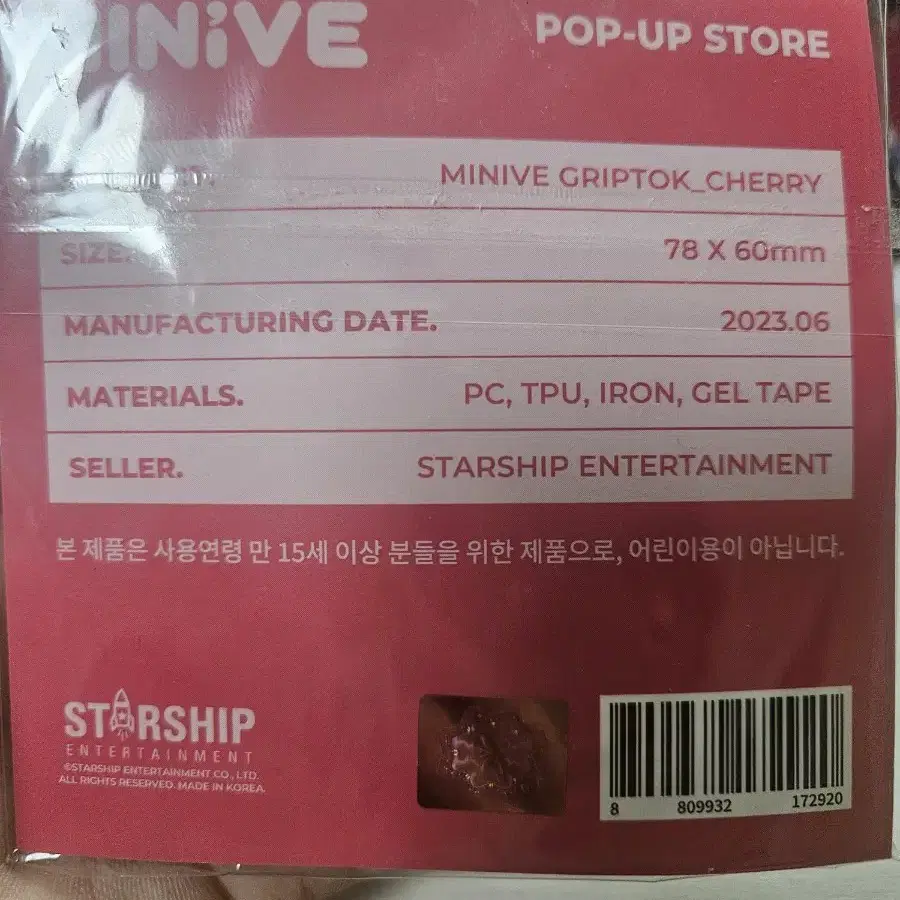 MINiVE
POP-UP STORE
MINIVE GRIPTOK_CHERRY
SIZE. 78 X 60mm
MANUFACTURING DATE. 2023.06
MATERIALS. PC, TPU, IRON, GEL TAPE
SELLER. STARSHIP ENTERTAINMENT
본 제품은 사용연령 만 15세 이상 분들을 위한 제품으로, 어린이용이 아닙니다.
STARSHIP
ENTERTAINMENT
©STARSHIP ENTERTAINMENT CO., LTD.
ALL RIGHTS RESERVED. MADE IN KOREA.
8 809932 172920